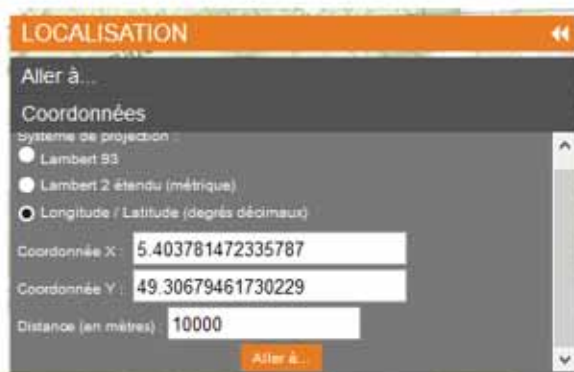 LOCALISATION
Aller à...
Coordonnées
Système de projection :
Lambert 93
Lambert 2 étendu (métrique)
Longitude / Latitude (degrés décimaux)
Coordonnée X : 5.403781472335787
Coordonnée Y : 49.30679461730229
Distance (en mètres) : 10000
Aller à...